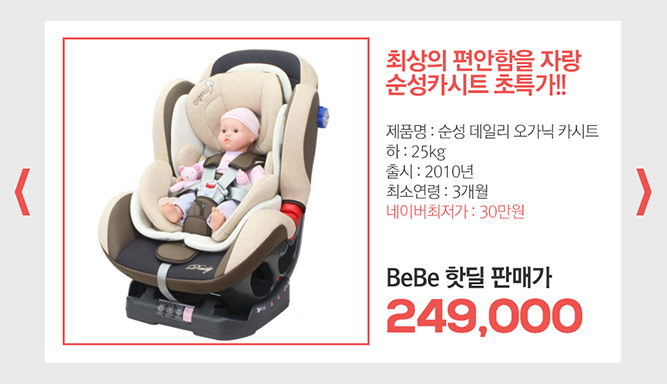 최상의 편안함을 자랑
순성카시트 초특가!!
제품명 : 순성 데일리 오가닉 카시트
하 : 25kg
출시 : 2010년
최소연령 : 3개월
네이버최저가 : 30만원
BeBe 핫딜 판매가
249,000